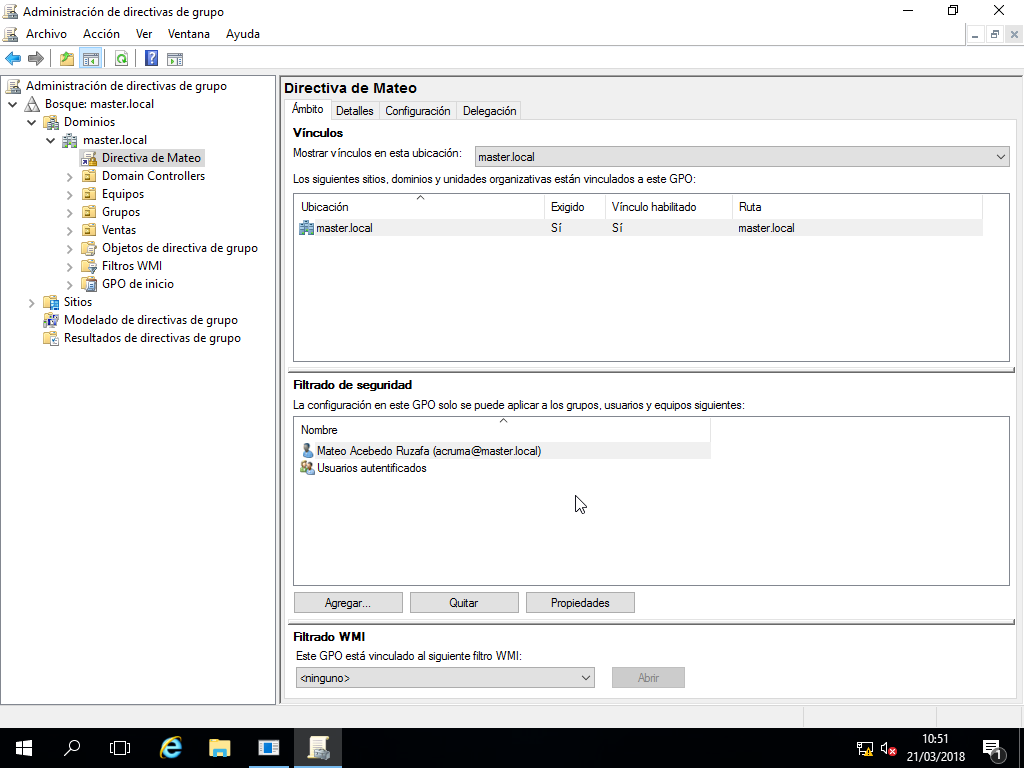 Administración de directivas de grupo
Archivo Acción Ver Ventana Ayuda
Administración de directivas de grupo
Bosque: master.local
Dominios
master.local
Directiva de Mateo
Domain Controllers
Equipos
Grupos
Ventas
Objetos de directiva de grupo
Filtros WMI
GPO de inicio
Sitios
Modelado de directivas de grupo
Resultados de directivas de grupo
Directiva de Mateo
Ámbito Detalles Configuración Delegación
Vínculos
Mostrar vínculos en esta ubicación: master.local
Los siguientes sitios, dominios y unidades organizativas están vinculados a este GPO:
Ubicación Exigido Vínculo habilitado Ruta
master.local Sí Sí master.local
Filtrado de seguridad
La configuración en este GPO solo se puede aplicar a los grupos, usuarios y equipos siguientes:
Nombre
Mateo Acebedo Ruzafa (acruma@master.local)
Usuarios autentificados
Agregar... Quitar Propiedades
Filtrado WMI
Este GPO está vinculado al siguiente filtro WMI:
<ninguno> Abrir
10:51
21/03/2018
1